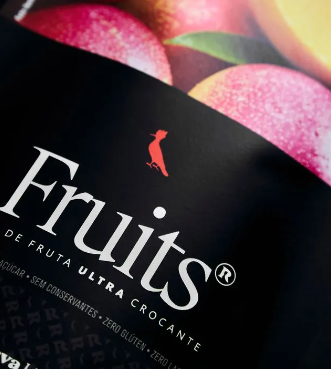 Fruits®
DE FRUTA ULTRA CROCANTE
AÇÚCAR • SEM CONSERVANTES • ZERO GLÚTEN • ZERO